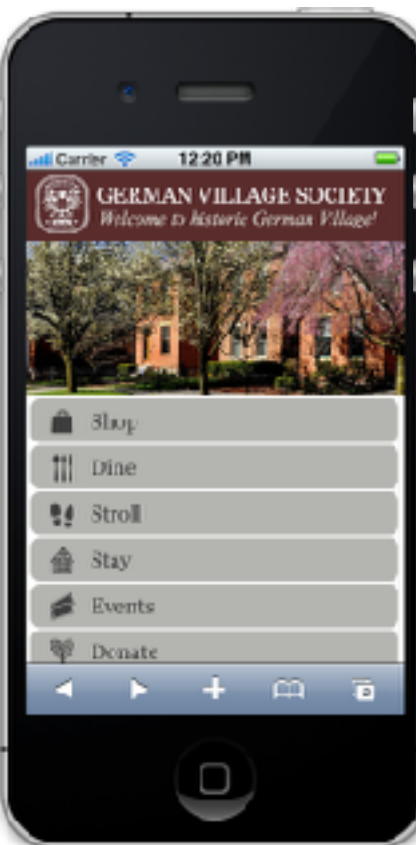 Carrier 12:20 PM
GERMAN VILLAGE SOCIETY
Welcome to historic German Village!
Shop
Dine
Stroll
Stay
Events
Donate